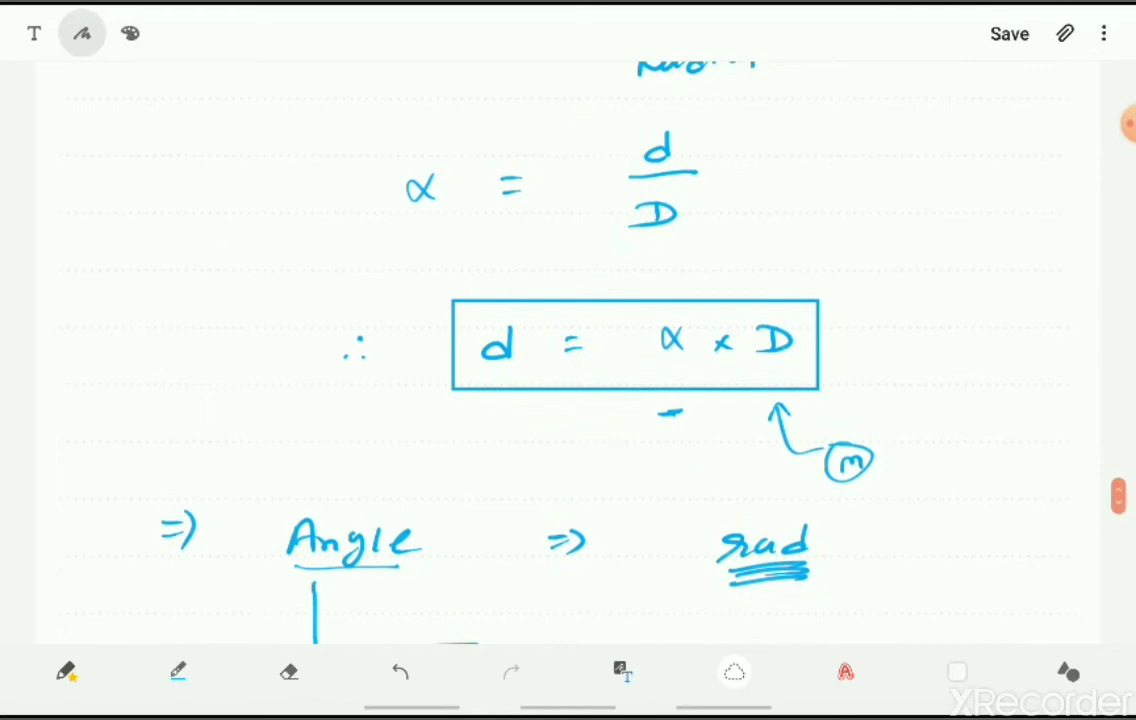 T Save
α = d/D
∴ d = α × D
m
=> Angle => rad
T
A
XRecorder